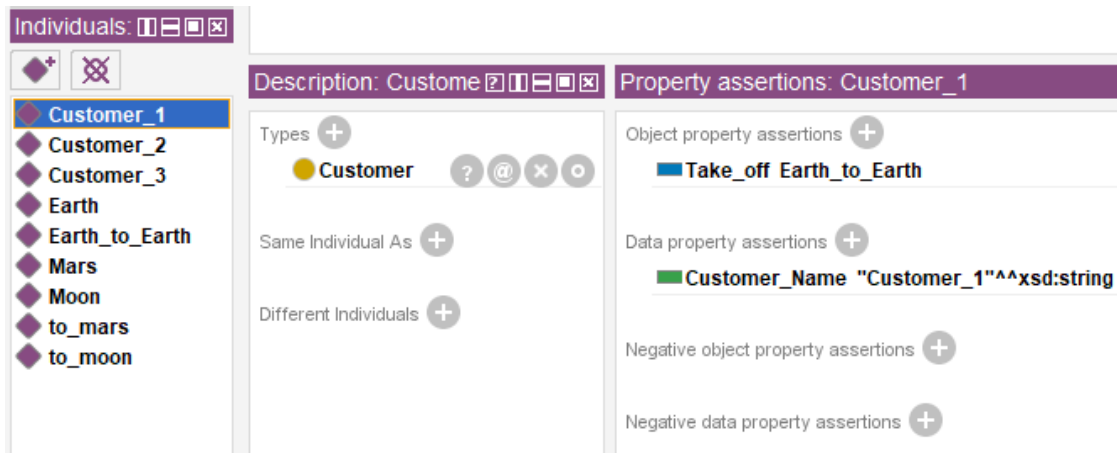 Individuals:
Customer_1
Customer_2
Customer_3
Earth
Earth_to_Earth
Mars
Moon
to_mars
to_moon
Description: Custome
Types
Customer
Same Individual As
Different Individuals
Property assertions: Customer_1
Object property assertions
Take_off Earth_to_Earth
Data property assertions
Customer_Name "Customer_1"^^xsd:string
Negative object property assertions
Negative data property assertions